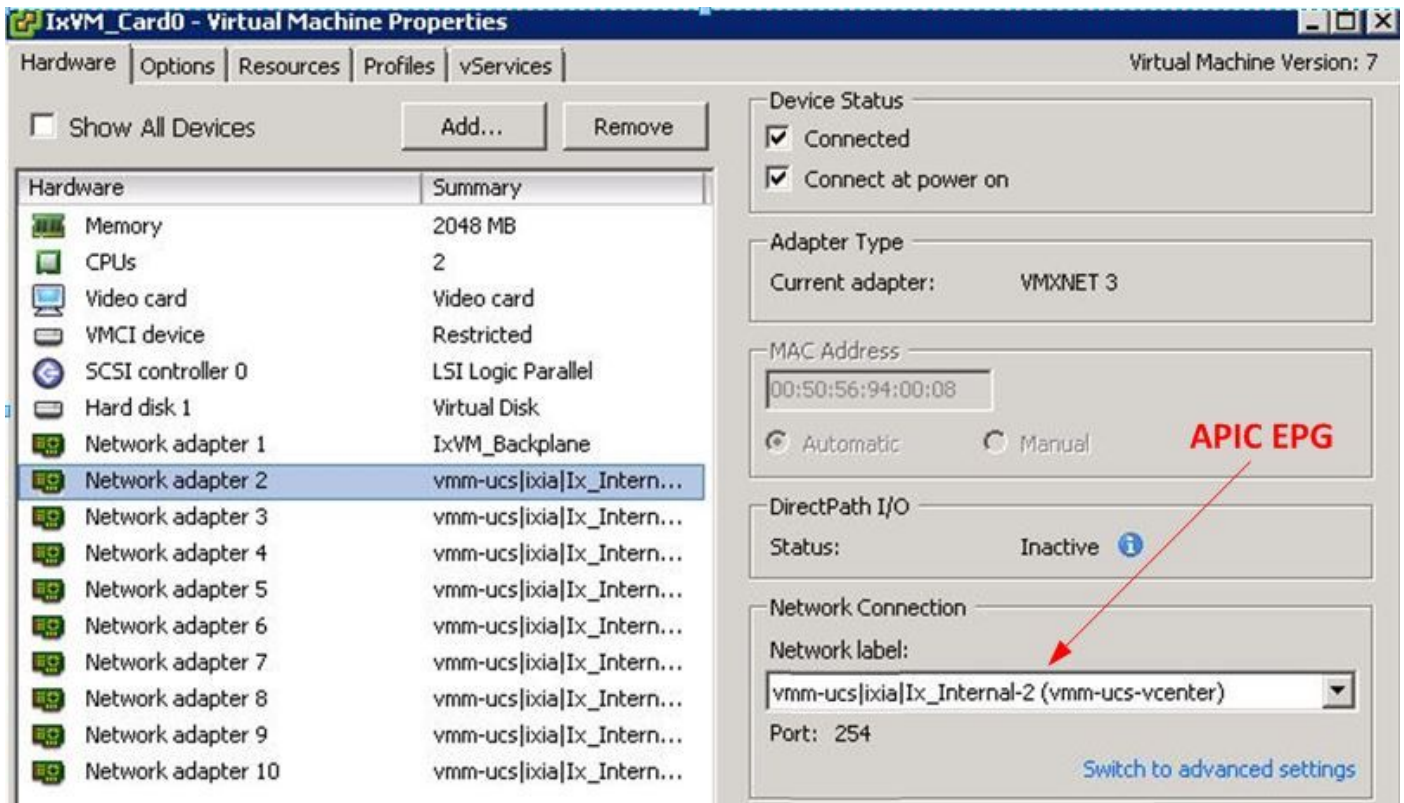 IxVM_Card0 - Virtual Machine Properties
Hardware Options Resources Profiles vServices
Virtual Machine Version: 7
Show All Devices
Add...
Remove
Hardware Summary
Memory 2048 MB
CPUs 2
Video card Video card
VMCI device Restricted
SCSI controller 0 LSI Logic Parallel
Hard disk 1 Virtual Disk
Network adapter 1 IxVM_Backplane
Network adapter 2 vmm-ucs|ixia|Ix_Intern...
Network adapter 3 vmm-ucs|ixia|Ix_Intern...
Network adapter 4 vmm-ucs|ixia|Ix_Intern...
Network adapter 5 vmm-ucs|ixia|Ix_Intern...
Network adapter 6 vmm-ucs|ixia|Ix_Intern...
Network adapter 7 vmm-ucs|ixia|Ix_Intern...
Network adapter 8 vmm-ucs|ixia|Ix_Intern...
Network adapter 9 vmm-ucs|ixia|Ix_Intern...
Network adapter 10 vmm-ucs|ixia|Ix_Intern...
Device Status
Connected
Connect at power on
Adapter Type
Current adapter: VMXNET 3
MAC Address
00:50:56:94:00:08
Automatic Manual
APIC EPG
DirectPath I/O
Status: Inactive
Network Connection
Network label:
vmm-ucs|ixia|Ix_Internal-2 (vmm-ucs-vcenter)
Port: 254
Switch to advanced settings